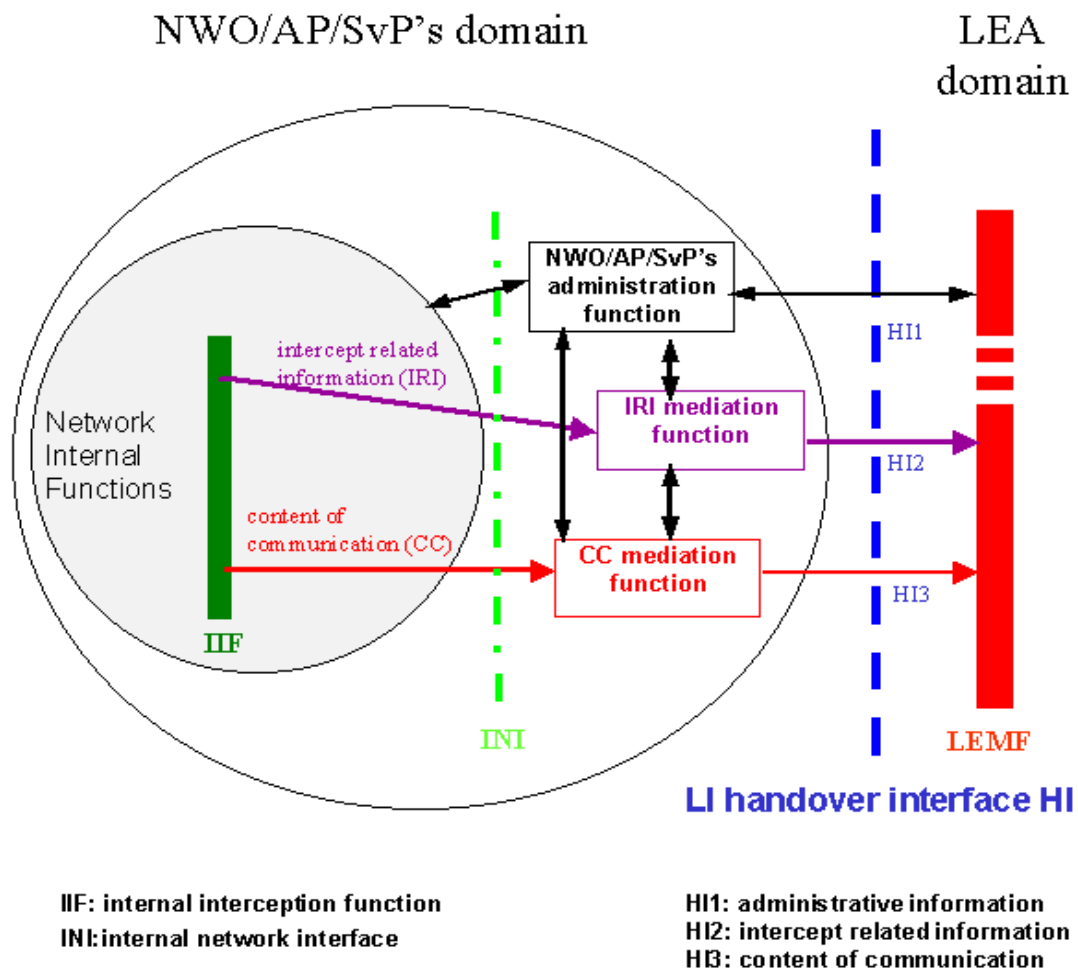 NWO/AP/SvP's domain
LEA
domain
NWO/AP/SvP's
administration
function
HI1
intercept related
information (IRI)
IRI mediation
function
Network
Internal
Functions
HI2
content of
communication (CC)
CC mediation
function
HI3
IIF
INI
LEMF
LI handover interface HI
IIF: internal interception function
INI:internal network interface
HI1: administrative information
HI2: intercept related information
HI3: content of communication